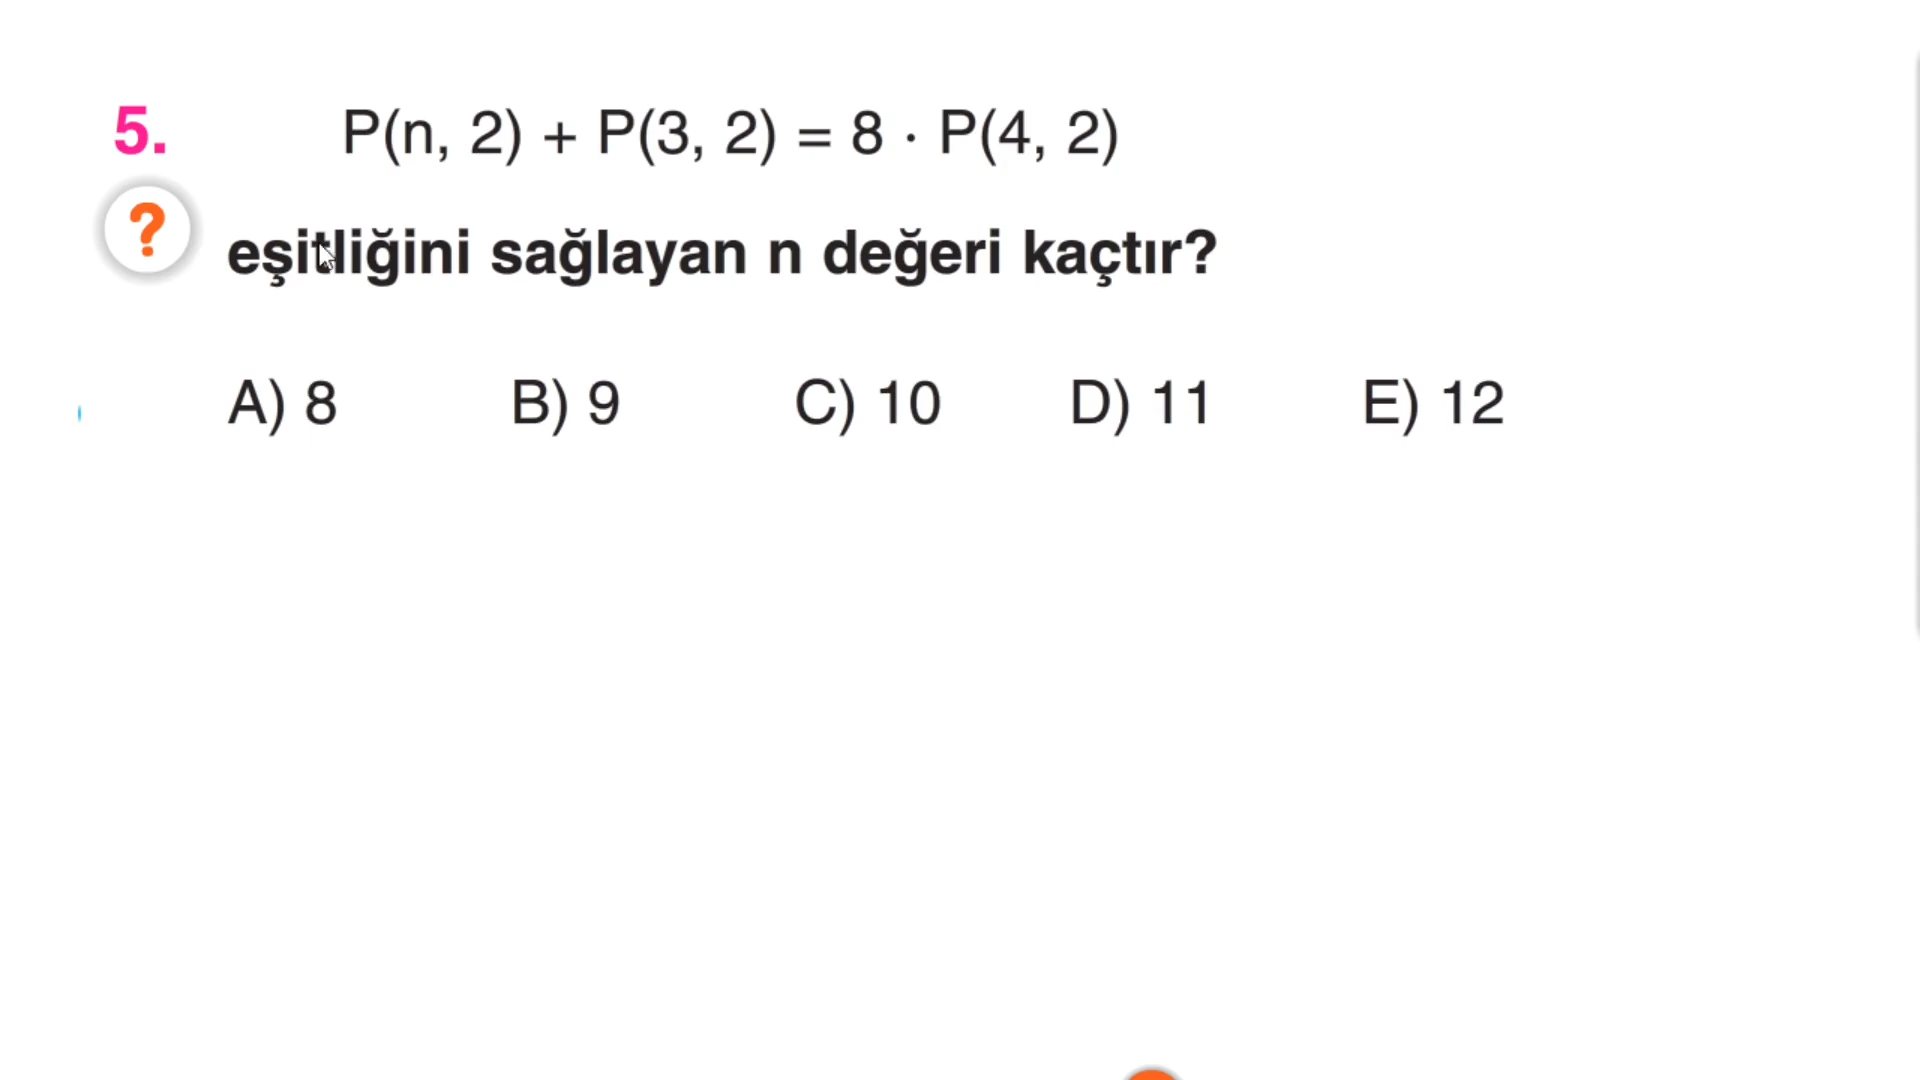 5. P(n, 2) + P(3, 2) = 8 · P(4, 2)
?
eşitliğini sağlayan n değeri kaçtır?
A) 8 B) 9 C) 10 D) 11 E) 12